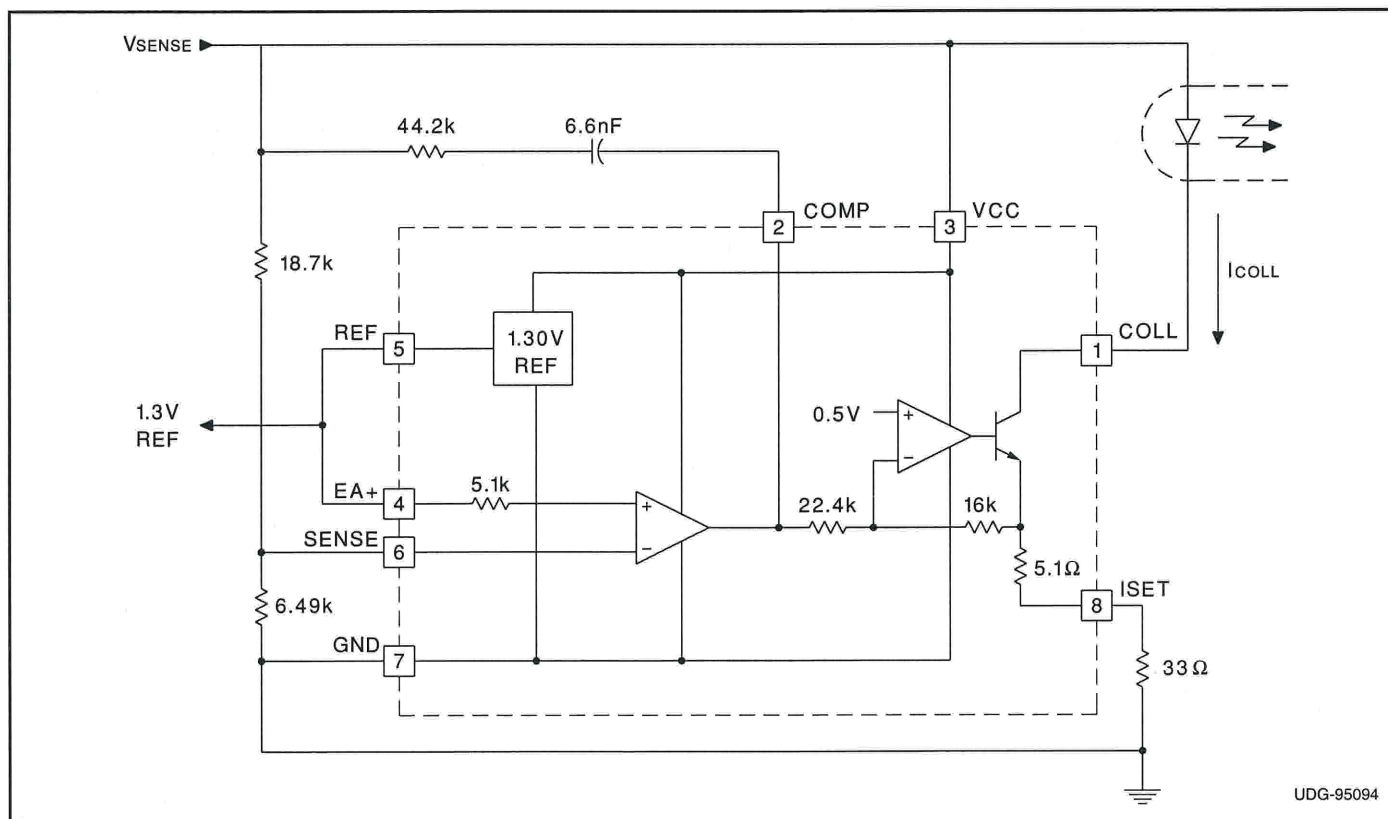 VSENSE
44.2k
6.6nF
COMP
2
VCC
3
18.7k
ICOLL
REF
5
1.30V
REF
COLL
1
1.3V
REF
0.5V
+
−
EA+
4
5.1k
+
−
22.4k
16k
SENSE
6
5.1Ω
ISET
8
6.49k
GND
7
33Ω
UDG-95094